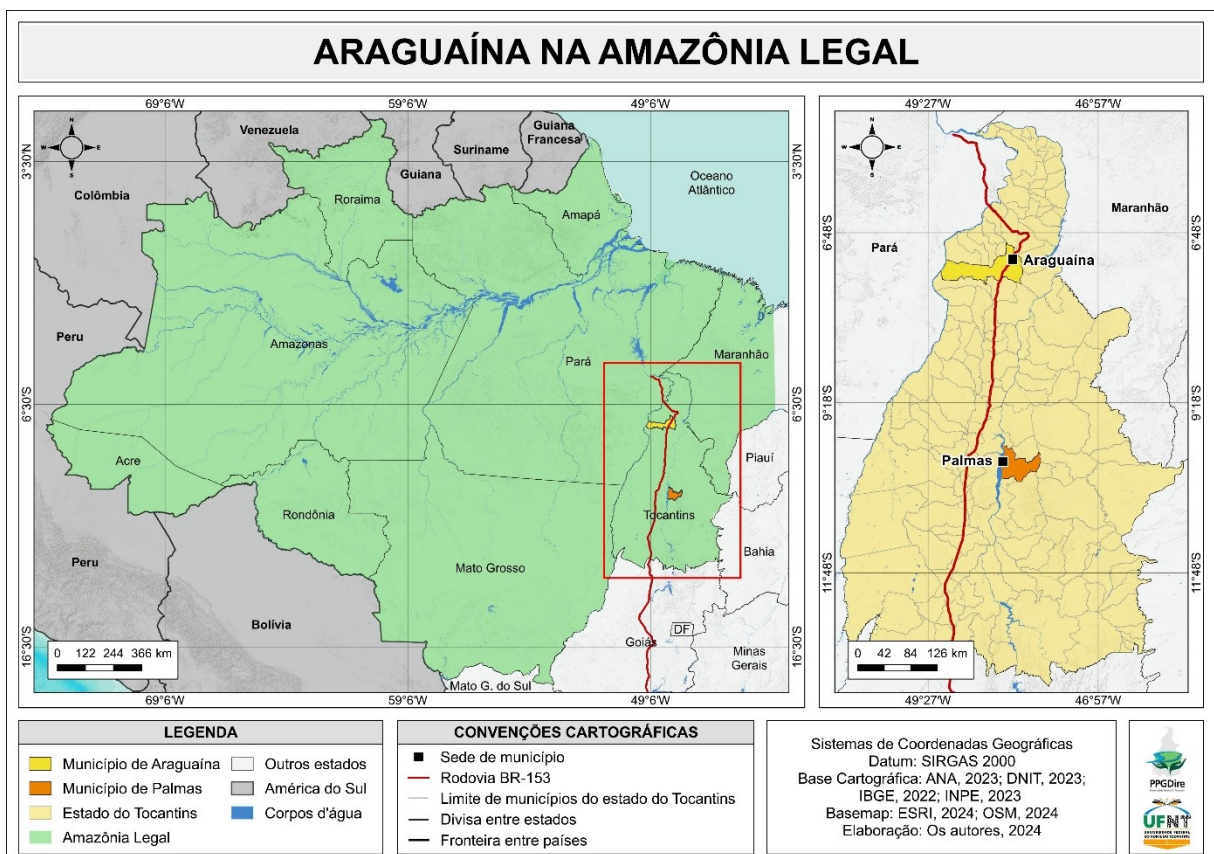 ARAGUAÍNA NA AMAZÔNIA LEGAL
69°6'W
59°6'W
49°6'W
3°30'N
6°30'S
16°30'S
N
W
E
S
Venezuela
Guiana
Francesa
Suriname
Guiana
Colômbia
Roraima
Amapá
Oceano
Atlântico
Peru
Amazonas
Pará
Maranhão
Acre
Piauí
Rondônia
Tocantins
Peru
Mato Grosso
Bahia
Bolívia
DF
Goiás
Minas
Gerais
Mato G. do Sul
0 122 244 366 km
69°6'W
59°6'W
49°6'W
3°30'N
6°30'S
16°30'S
49°27'W
46°57'W
N
W
E
S
Maranhão
6°48'S
6°48'S
Pará
Araguaína
9°18'S
9°18'S
Palmas
11°48'S
11°48'S
0 42 84 126 km
49°27'W
46°57'W
LEGENDA
Município de Araguaína
Município de Palmas
Estado do Tocantins
Amazônia Legal
Outros estados
América do Sul
Corpos d'água
CONVENÇÕES CARTOGRÁFICAS
Sede de município
Rodovia BR-153
Limite de municípios do estado do Tocantins
Divisa entre estados
Fronteira entre países
Sistemas de Coordenadas Geográficas
Datum: SIRGAS 2000
Base Cartográfica: ANA, 2023; DNIT, 2023;
IBGE, 2022; INPE, 2023
Basemap: ESRI, 2024; OSM, 2024
Elaboração: Os autores, 2024
PPGDire
UFNT